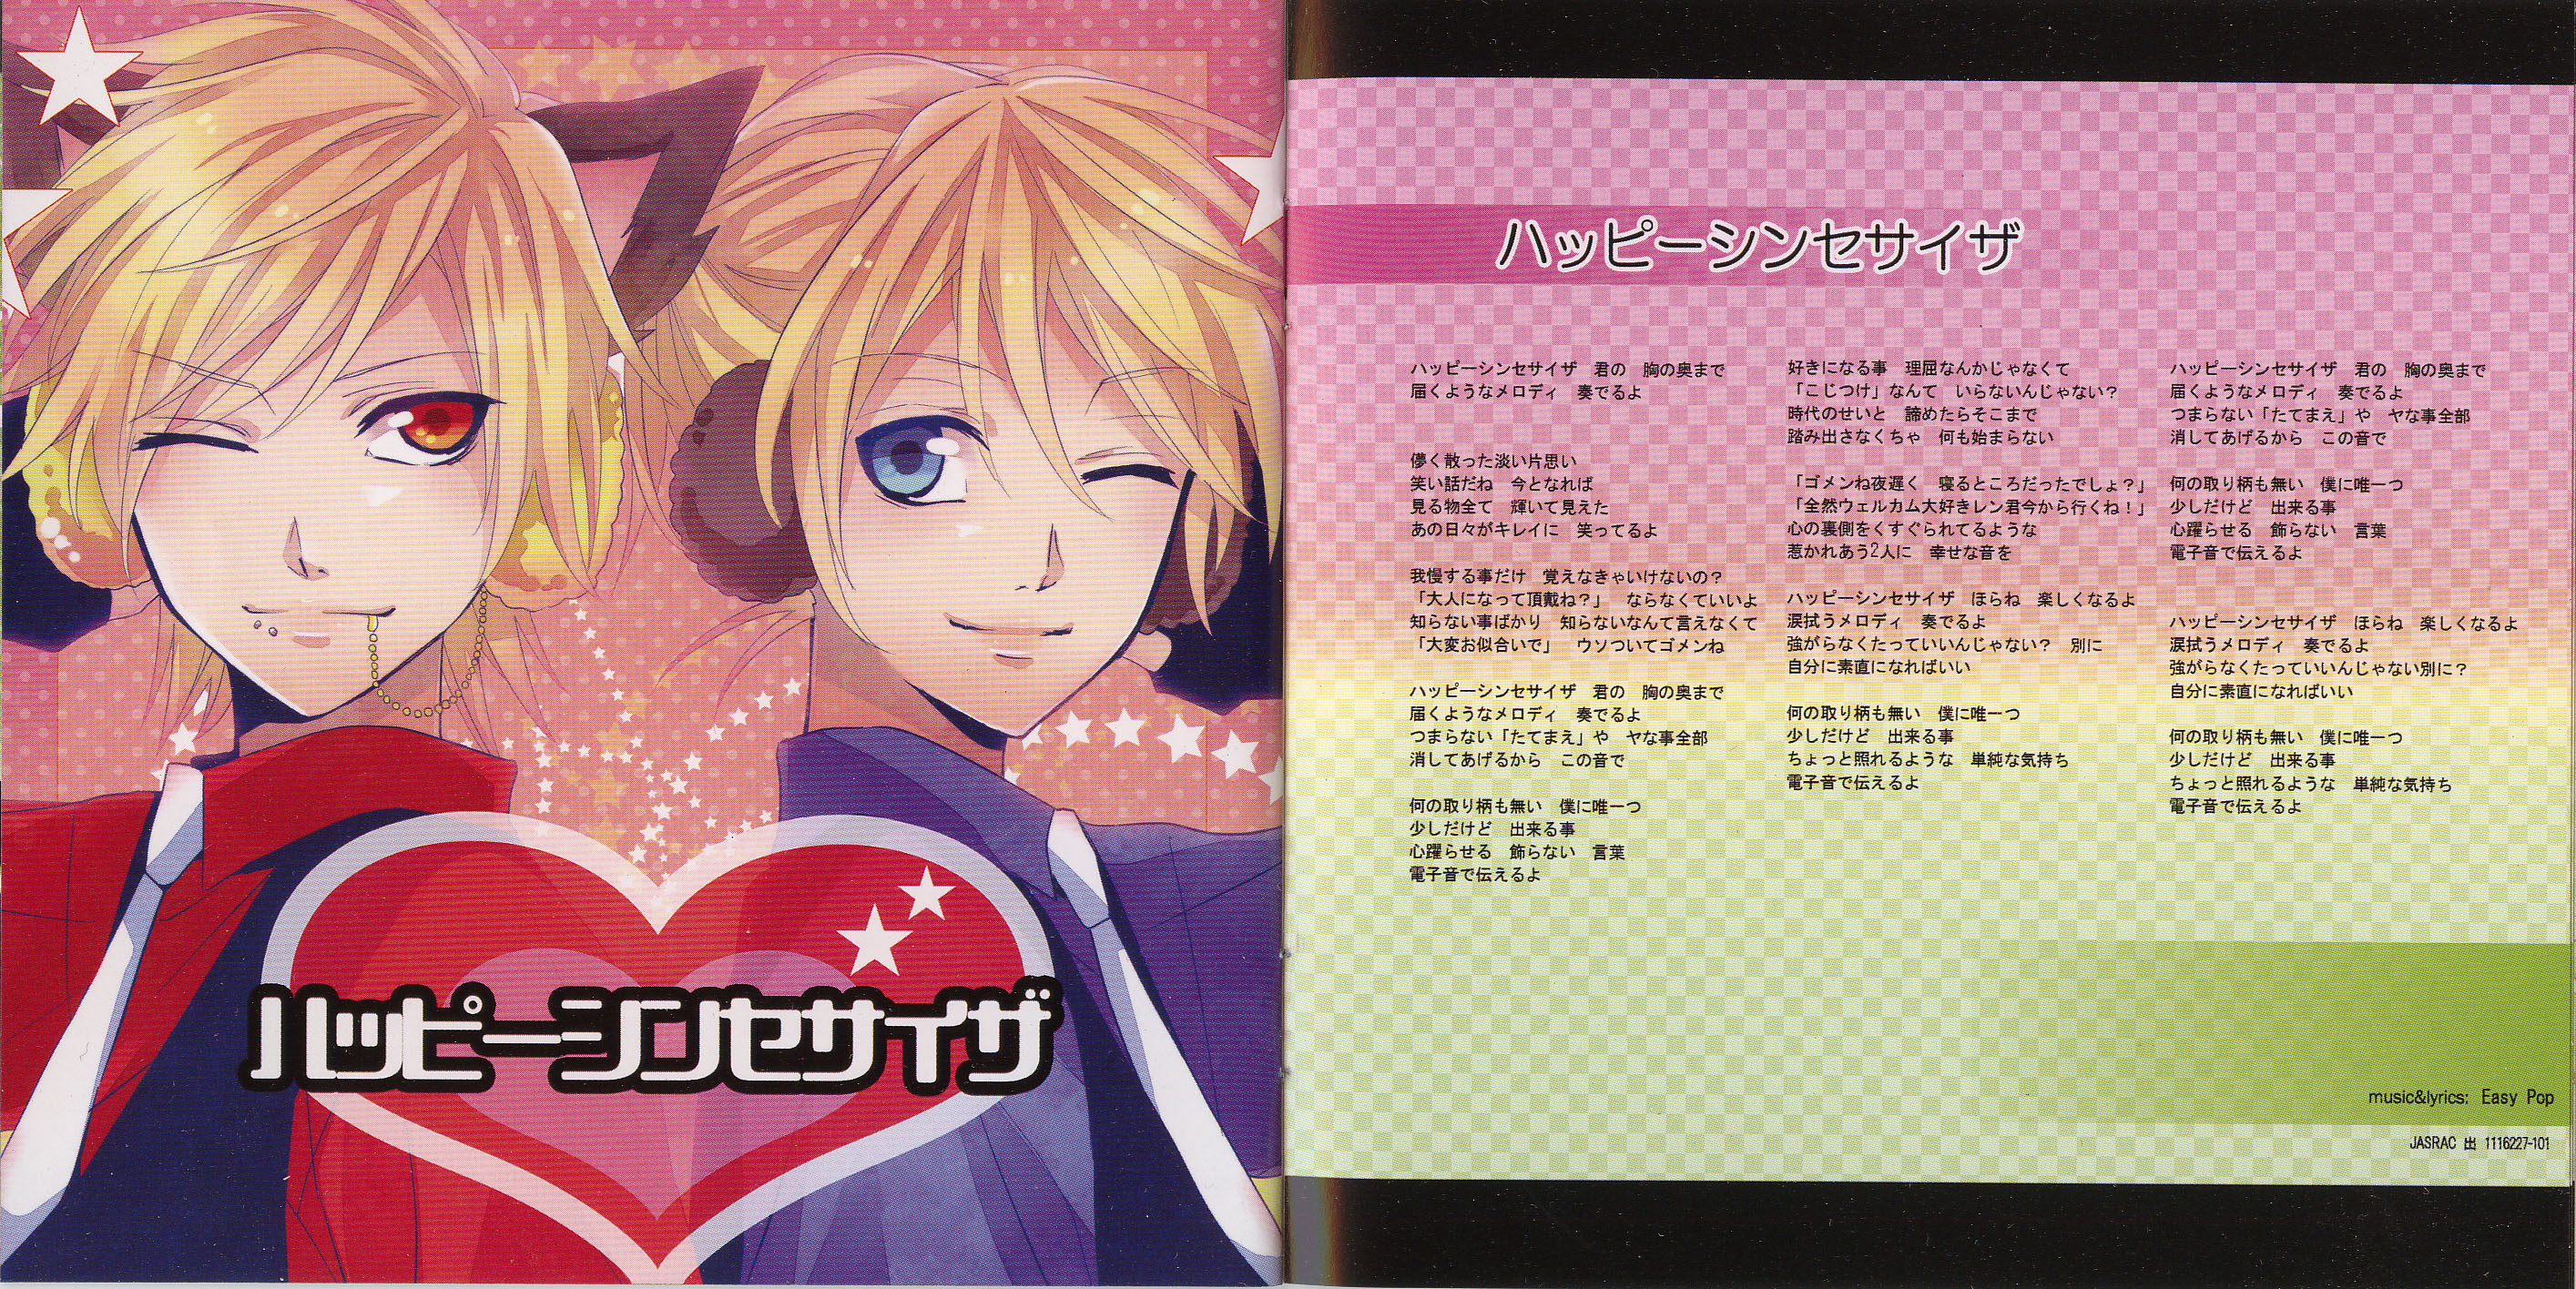 ハッピーシンセサイザ
ハッピーシンセサイザ
ハッピーシンセサイザ　君の　胸の奥まで
届くようなメロディ　奏でるよ
儚く散った淡い片思い
笑い話だね　今となれば
見る物全て　輝いて見えた
あの日々がキレイに　笑ってるよ
我慢する事だけ　覚えなきゃいけないの？
「大人になって頂戴ね？」　ならなくていいよ
知らない事ばかり　知らないなんて言えなくて
「大変お似合いで」　ウソついてゴメンね
ハッピーシンセサイザ　君の　胸の奥まで
届くようなメロディ　奏でるよ
つまらない「たてまえ」や　ヤな事全部
消してあげるから　この音で
何の取り柄も無い　僕に唯一つ
少しだけど　出来る事
心躍らせる　飾らない　言葉
電子音で伝えるよ
好きになる事　理屈なんかじゃなくて
「こじつけ」なんて　いらないんじゃない？
時代のせいと　諦めたらそこまで
踏み出さなくちゃ　何も始まらない
「ゴメンね夜遅く　寝るところだったでしょ？」
「全然ウェルカム大好きレン君今から行くね！」
心の裏側をくすぐられてるような
惹かれあう2人に　幸せな音を
ハッピーシンセサイザ　ほらね　楽しくなるよ
涙拭うメロディ　奏でるよ
強がらなくたっていいんじゃない？　別に
自分に素直になればいい
何の取り柄も無い　僕に唯一つ
少しだけど　出来る事
ちょっと照れるような　単純な気持ち
電子音で伝えるよ
ハッピーシンセサイザ　君の　胸の奥まで
届くようなメロディ　奏でるよ
つまらない「たてまえ」や　ヤな事全部
消してあげるから　この音で
何の取り柄も無い　僕に唯一つ
少しだけど　出来る事
心躍らせる　飾らない　言葉
電子音で伝えるよ
ハッピーシンセサイザ　ほらね　楽しくなるよ
涙拭うメロディ　奏でるよ
強がらなくたっていいんじゃない別に？
自分に素直になればいい
何の取り柄も無い　僕に唯一つ
少しだけど　出来る事
ちょっと照れるような　単純な気持ち
電子音で伝えるよ
music&lyrics: Easy Pop
JASRAC 出 1116227-101